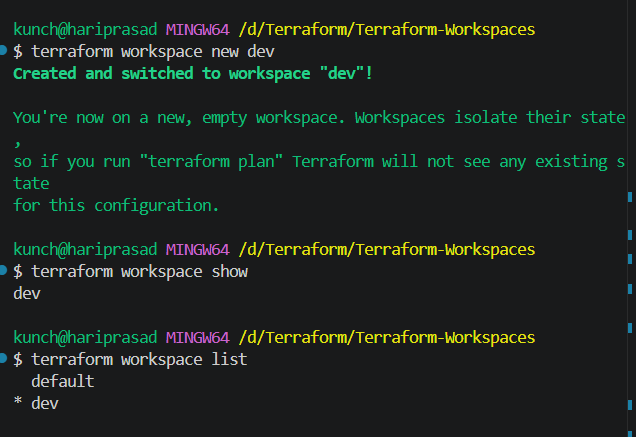 kunch@hariprasad MINGW64 /d/Terraform/Terraform-Workspaces
$ terraform workspace new dev
Created and switched to workspace "dev"!
You're now on a new, empty workspace. Workspaces isolate their state
,
so if you run "terraform plan" Terraform will not see any existing s
tate
for this configuration.
kunch@hariprasad MINGW64 /d/Terraform/Terraform-Workspaces
$ terraform workspace show
dev
kunch@hariprasad MINGW64 /d/Terraform/Terraform-Workspaces
$ terraform workspace list
  default
* dev